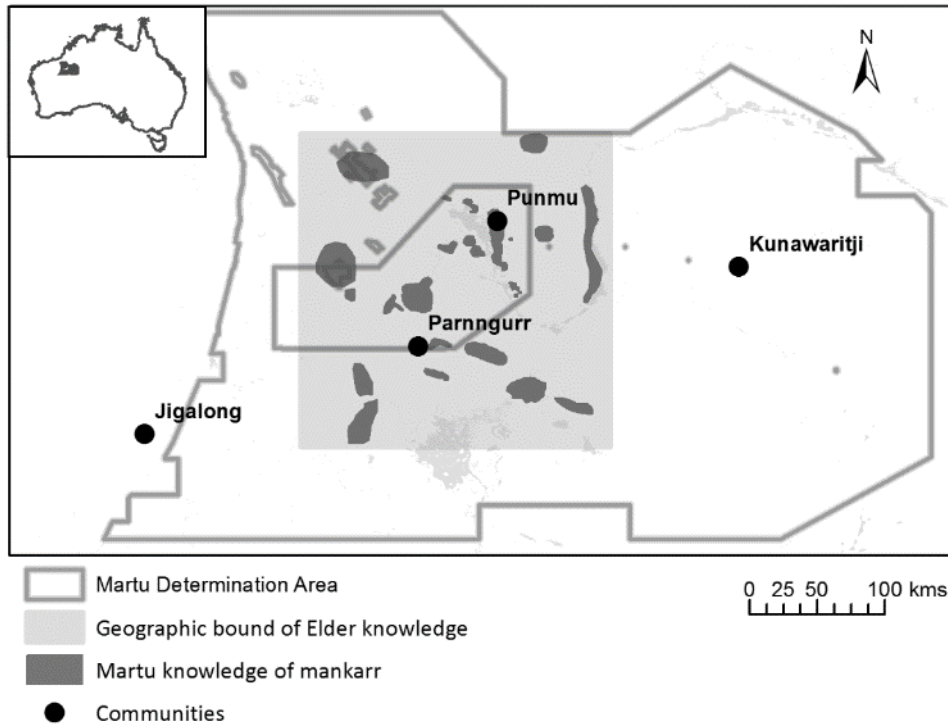 N
Punmu
Kunawaritji
Parnngurr
Jigalong
Martu Determination Area
0 25 50 100 kms
Geographic bound of Elder knowledge
Martu knowledge of mankarr
Communities